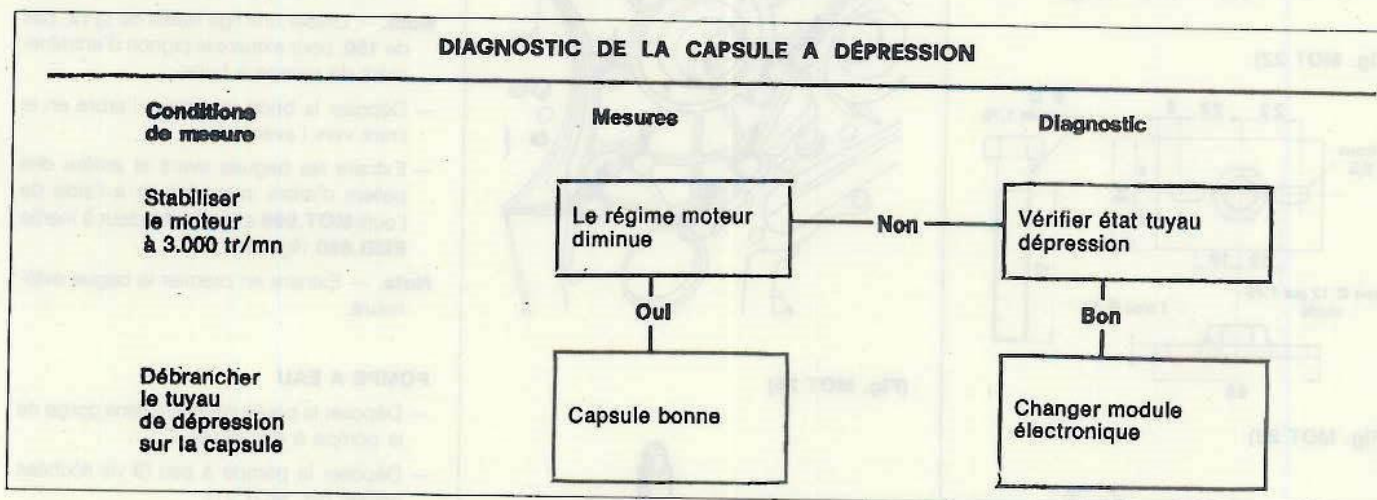 DIAGNOSTIC DE LA CAPSULE A DÉPRESSION
Conditions
de mesure
Mesures
Diagnostic
Stabiliser
le moteur
à 3.000 tr/mn
Le régime moteur
diminue
Non
Vérifier état tuyau
dépression
Oui
Bon
Débrancher
le tuyau
de dépression
sur la capsule
Capsule bonne
Changer module
électronique